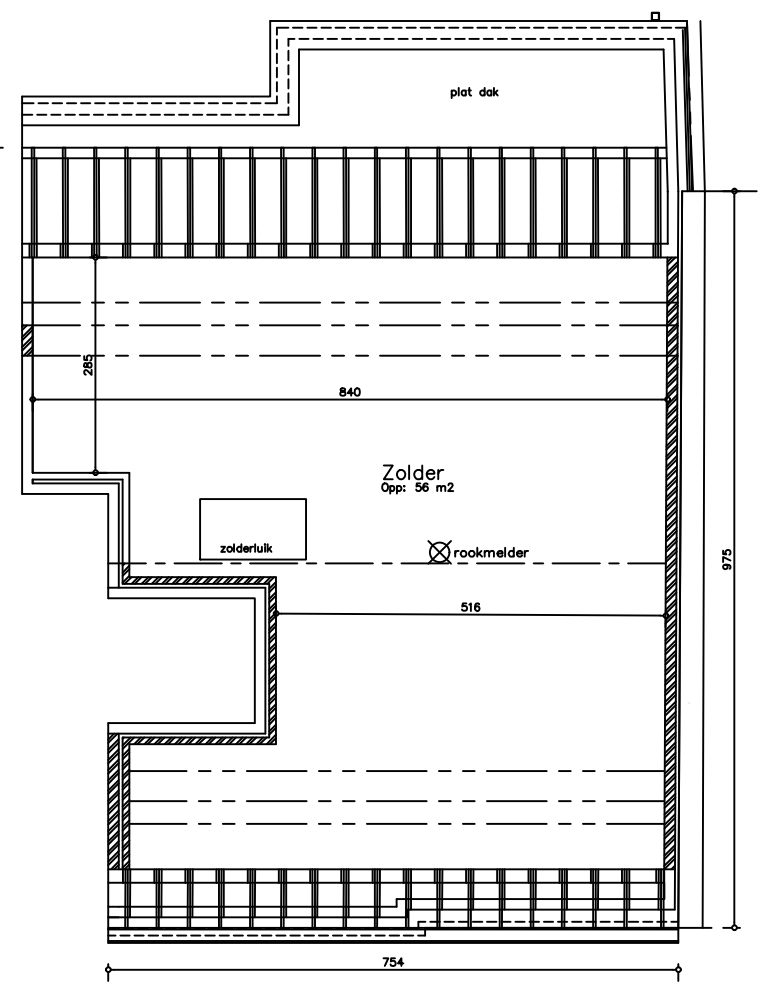 plat dak
285
840
Zolder
Opp: 56 m2
zolderluik
rookmelder
975
516
754